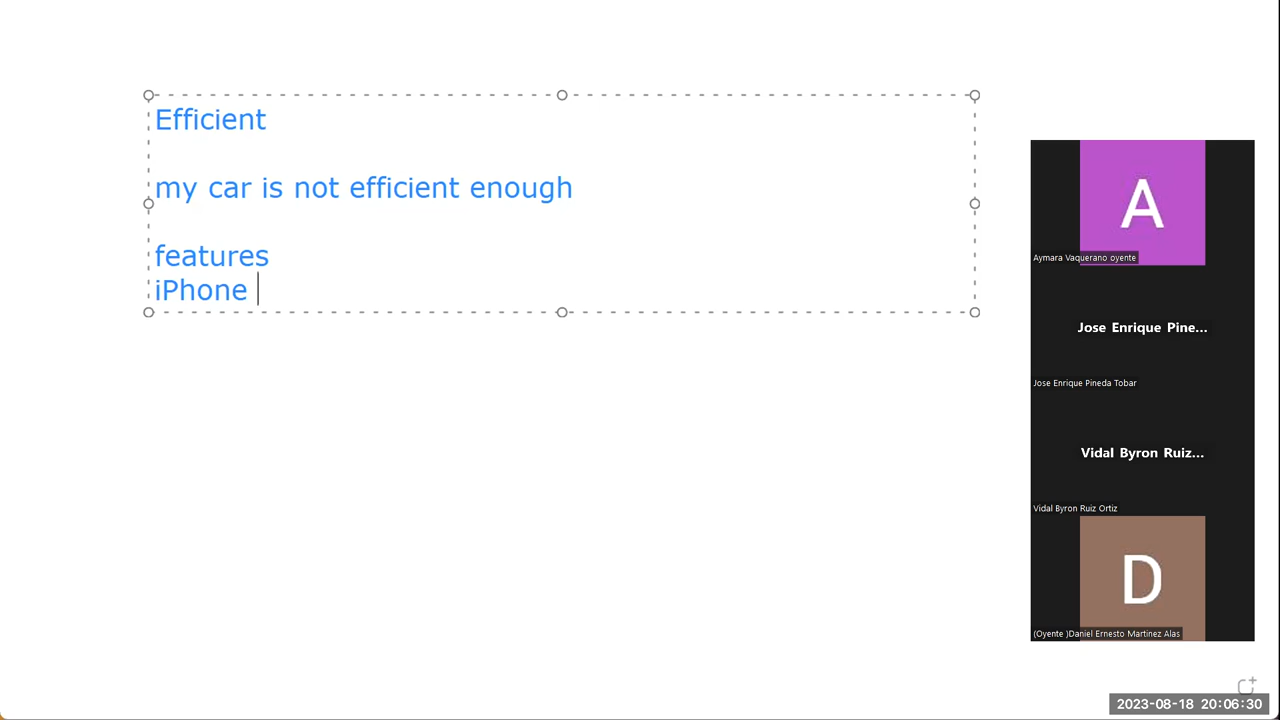 Efficient
my car is not efficient enough
features
iPhone
A
Aymara Vaquerano oyente
Jose Enrique Pine...
Jose Enrique Pineda Tobar
Vidal Byron Ruiz...
Vidal Byron Ruiz Ortiz
D
(Oyente )Daniel Ernesto Martinez Alas
2023-08-18 20:06:30